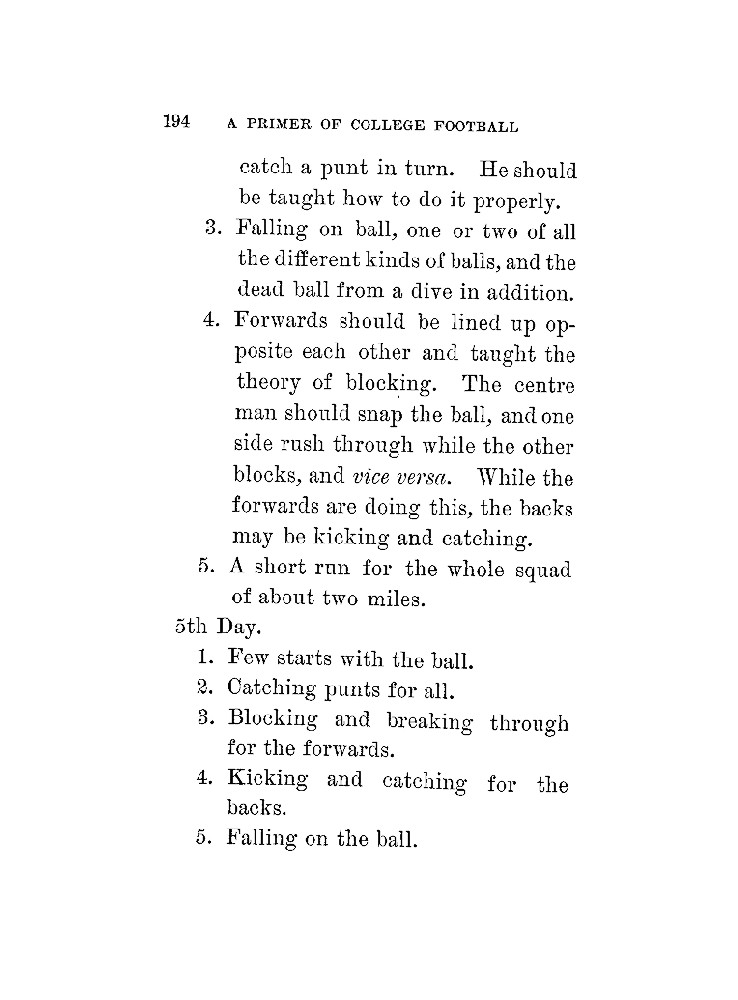 194 A PRIMER OF COLLEGE FOOTBALL
catch a punt in turn. He should
be taught how to do it properly.
3. Falling on ball, one or two of all
the different kinds of balls, and the
dead ball from a dive in addition.
4. Forwards should be lined up op-
posite each other and taught the
theory of blocking. The centre
man should snap the ball, and one
side rush through while the other
blocks, and vice versa. While the
forwards are doing this, the backs
may be kicking and catching.
5. A short run for the whole squad
of about two miles.
5th Day.
1. Few starts with the ball.
2. Catching punts for all.
3. Blocking and breaking through
for the forwards.
4. Kicking and catching for the
backs.
5. Falling on the ball.